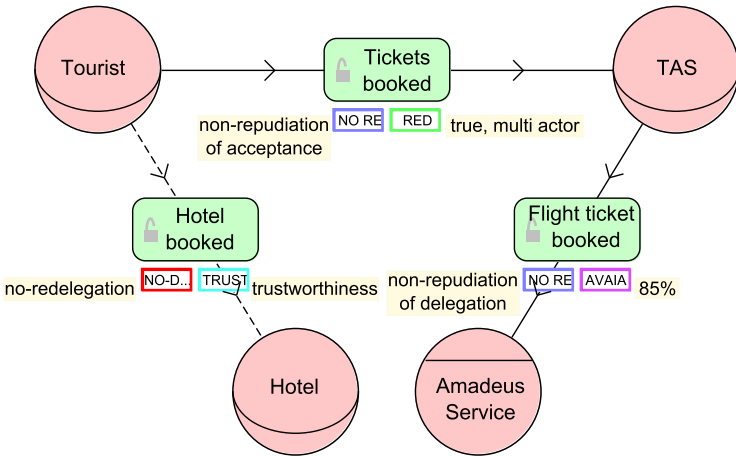 Tourist
Tickets
booked
TAS
non-repudiation
of acceptance
NO RE
RED
true, multi actor
Hotel
booked
Flight ticket
booked
no-redelegation
NO-D...
TRUST
trustworthiness
non-repudiation
of delegation
NO RE
AVAIA
85%
Hotel
Amadeus
Service